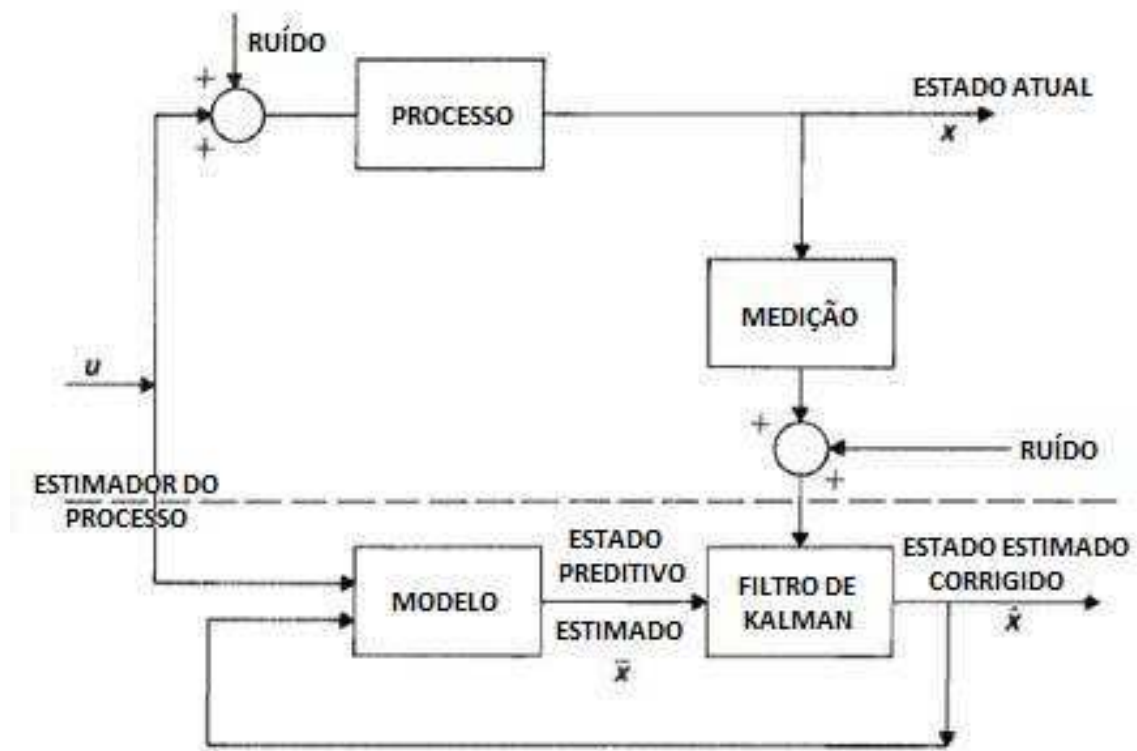 RUÍDO
+
+
PROCESSO
ESTADO ATUAL
x
MEDIÇÃO
u
+
+
RUÍDO
ESTIMADOR DO
PROCESSO
MODELO
ESTADO
PREDITIVO
ESTIMADO
x̄
FILTRO DE
KALMAN
ESTADO ESTIMADO
CORRIGIDO
x̂